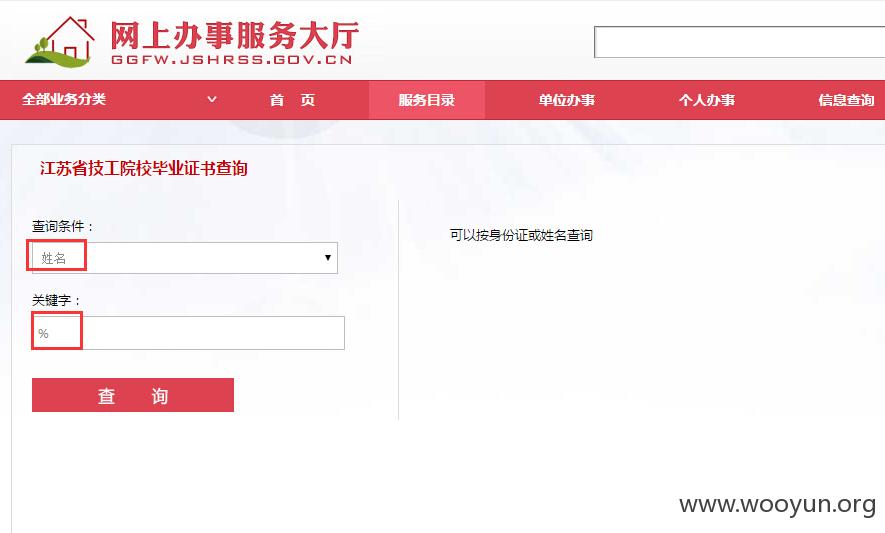 网上办事服务大厅
GGFW.JSHRSS.GOV.CN
全部业务分类 首 页 服务目录 单位办事 个人办事 信息查询
江苏省技工院校毕业证书查询
查询条件：
姓名
关键字：
%
查 询
可以按身份证或姓名查询
www.wooyun.org